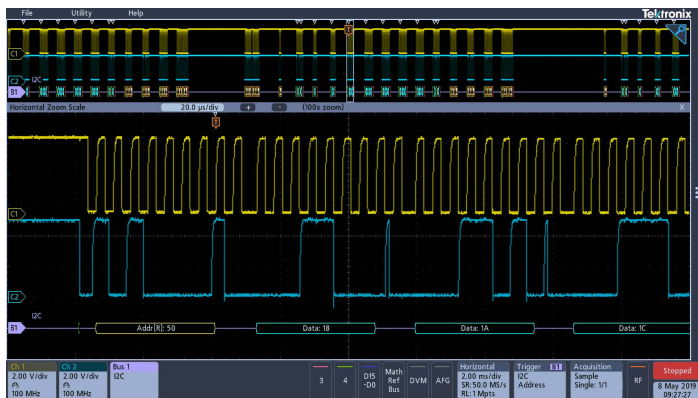 File Utility Help Tektronix
T
C1
C2 I2C
B1
Horizontal Zoom Scale 20.0 µs/div + - (100x zoom) X
T
C1
C2
I2C
B1 Addr[R]: 50 Data: 18 Data: 1A Data: 1C
Ch 1 Ch 2 Bus 1 Horizontal Trigger B1 Acquisition Stopped
2.00 V/div 2.00 V/div I2C 3 4 D15 -D0 Math Ref Bus DVM AFG 2.00 ms/div I2C Sample RF
SR:50.0 MS/s Address Single: 1/1 8 May 2019
100 MHz 100 MHz RL:1 Mpts 09:27:27